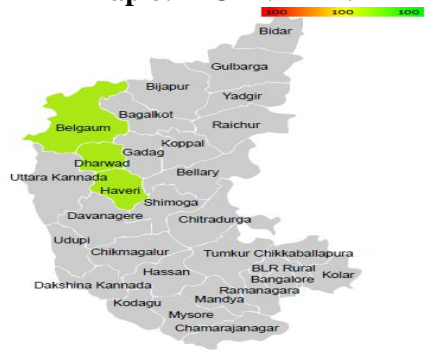 100 100 100
Bidar
Gulbarga
Bijapur
Yadgir
Bagalkot
Raichur
Belgaum
Koppal
Gadag
Dharwad
Bellary
Uttara Kannada
Haveri
Shimoga
Davanagere
Chitradurga
Udupi
Chikmagalur
Tumkur Chikkaballapura
BLR Rural
Hassan
Kolar
Bangalore
Dakshina Kannada
Ramanagara
Mandya
Kodagu
Mysore
Chamarajanagar